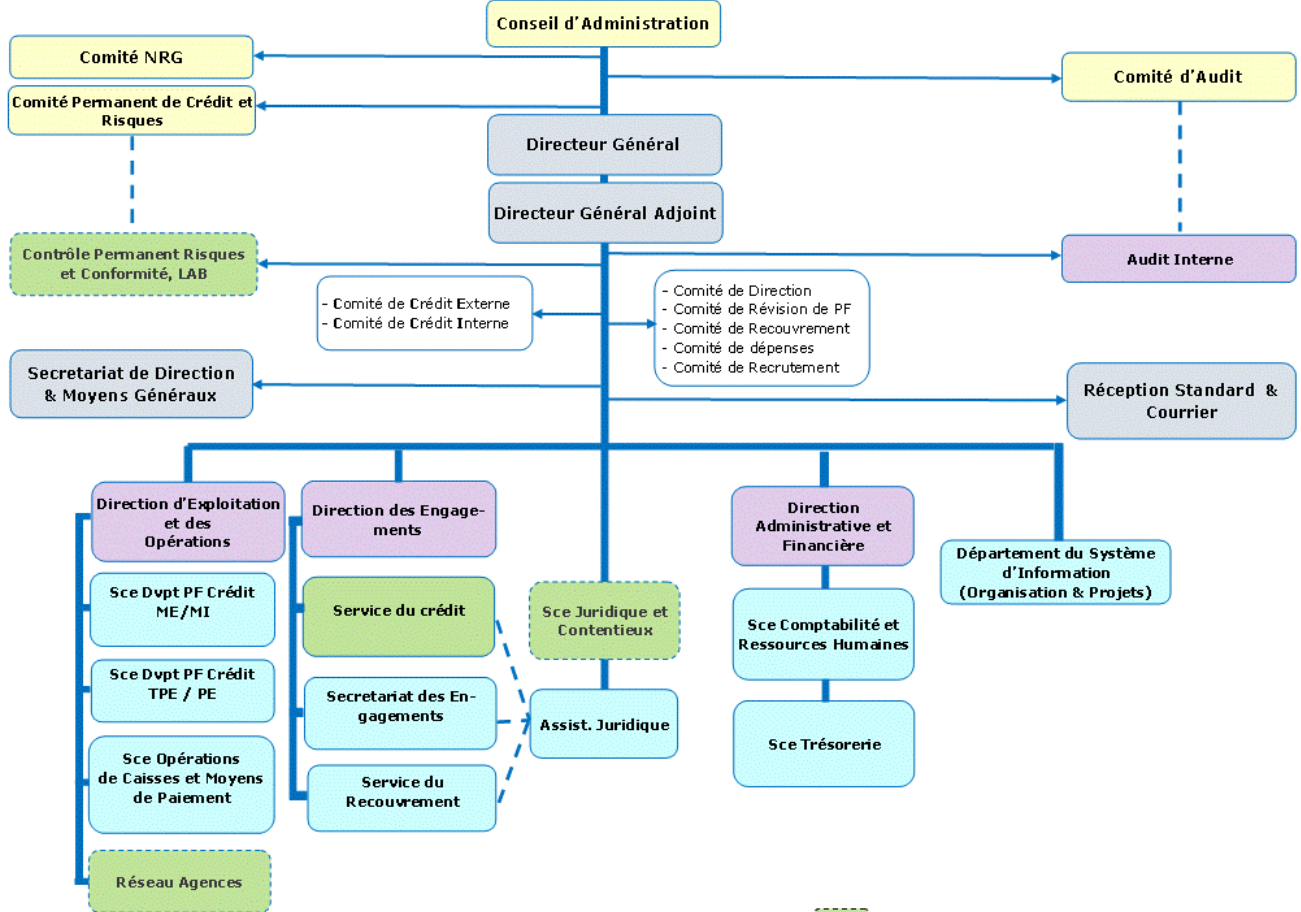 Conseil d'Administration
Comité NRG
Comité d'Audit
Comité Permanent de Crédit et
Risques
Directeur Général
Directeur Général Adjoint
Contrôle Permanent Risques
et Conformité, LAB
Audit Interne
- Comité de Crédit Externe
- Comité de Crédit Interne
- Comité de Direction
- Comité de Révision de PF
- Comité de Recouvrement
- Comité de dépenses
- Comité de Recrutement
Secretariat de Direction
& Moyens Généraux
Réception Standard &
Courrier
Direction d'Exploitation
et des
Opérations
Direction des Engage-
ments
Direction
Administrative et
Financière
Département du Système
d'Information
(Organisation & Projets)
Sce Dvpt PF Crédit
ME/MI
Service du crédit
Sce Juridique et
Contentieux
Sce Comptabilité et
Ressources Humaines
Sce Dvpt PF Crédit
TPE / PE
Secretariat des En-
gagements
Assist. Juridique
Sce Trésorerie
Sce Opérations
de Caisses et Moyens
de Paiement
Service du
Recouvrement
Réseau Agences